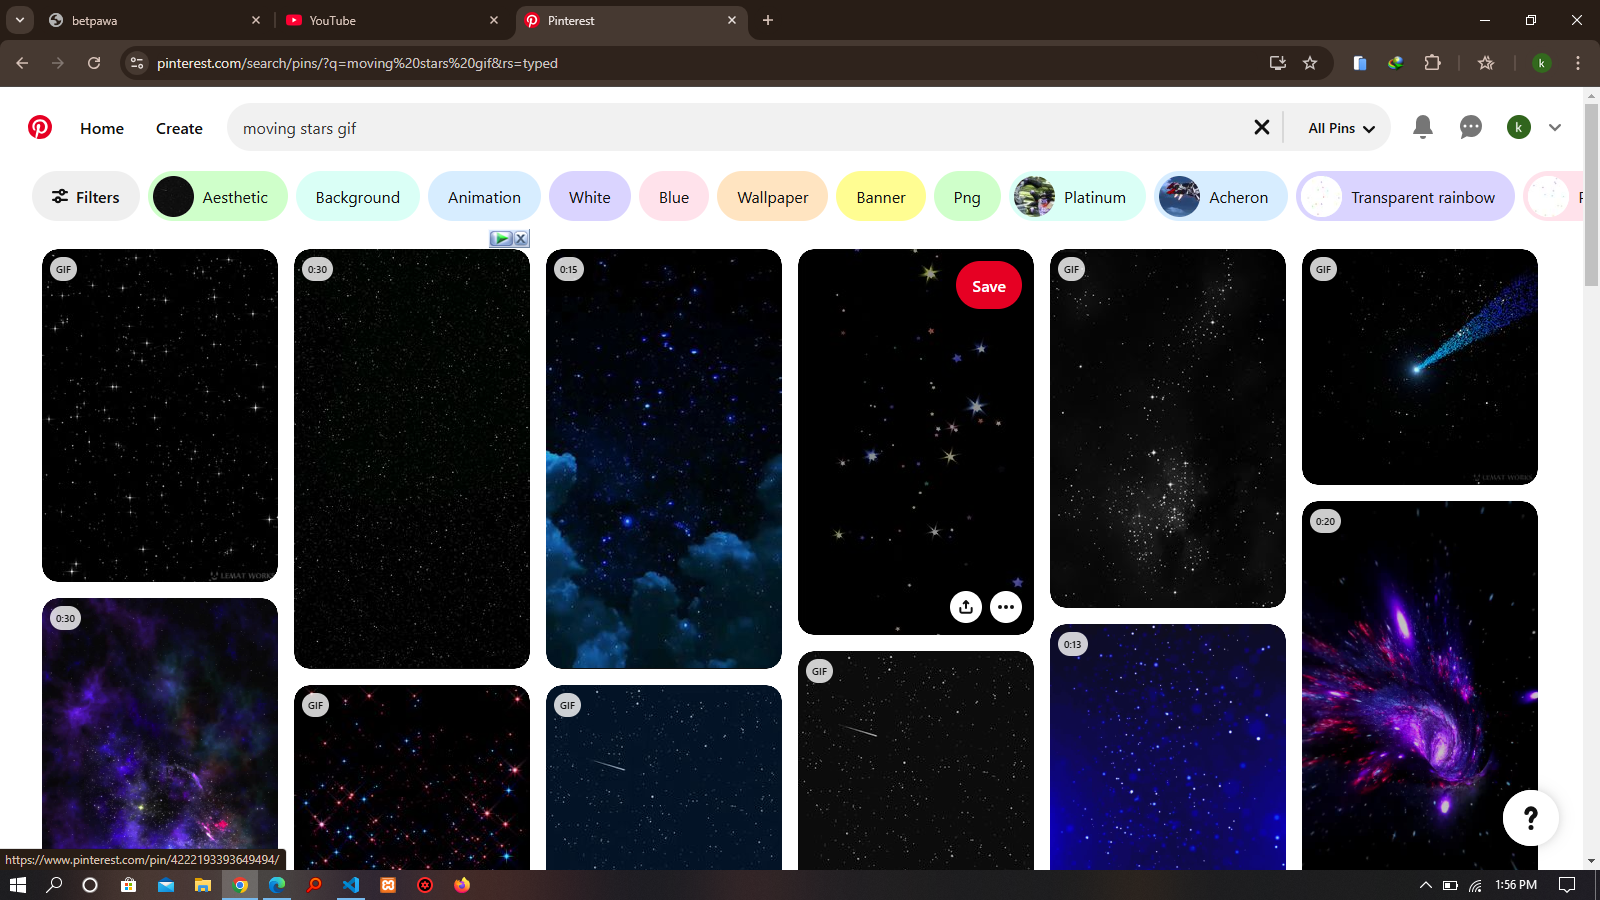 betpawa
YouTube
Pinterest
pinterest.com/search/pins/?q=moving%20stars%20gif&rs=typed
k
Home
Create
moving stars gif
All Pins
k
Filters
Aesthetic
Background
Animation
White
Blue
Wallpaper
Banner
Png
Platinum
Acheron
Transparent rainbow
GIF
0:30
0:15
Save
GIF
GIF
LEMAT WORKS
0:20
0:30
0:13
GIF
GIF
GIF
?
https://www.pinterest.com/pin/4222193393649494/
1:56 PM